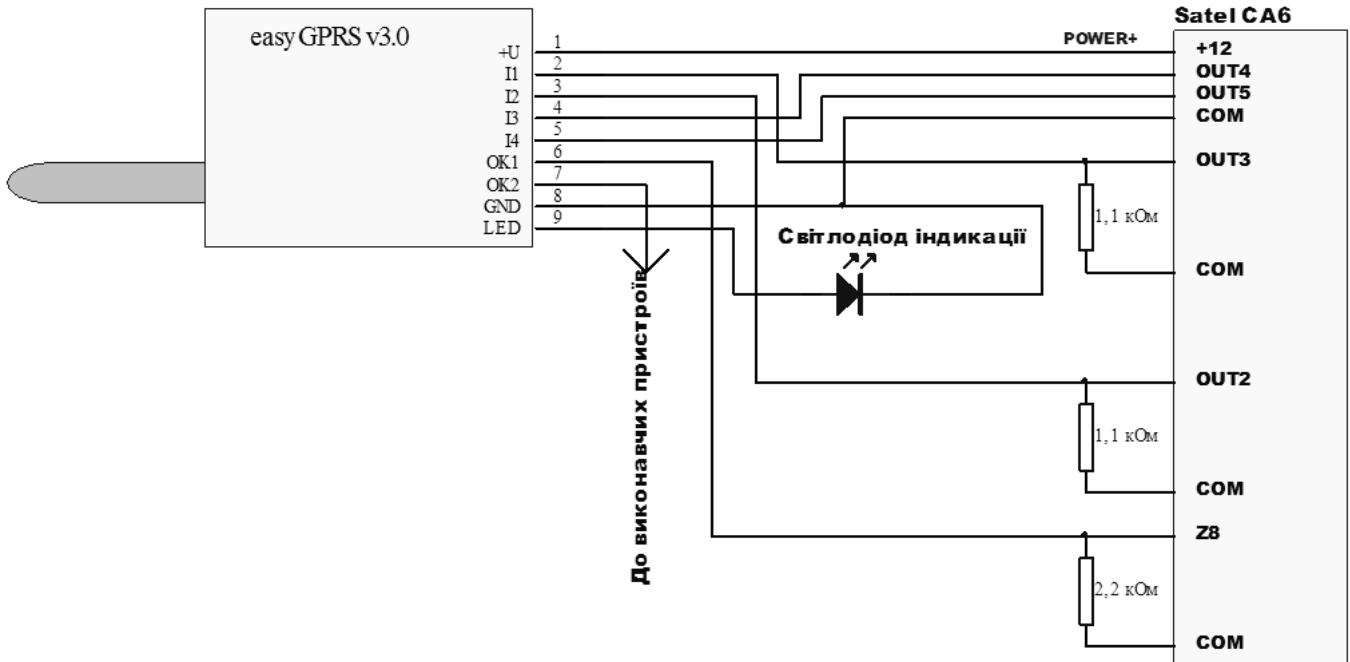 Satel CA6
easy GPRS v3.0
+U 1 POWER+ +12
I1 2 OUT4
I2 3 OUT5
I3 4 COM
I4 5
OK1 6 OUT3
OK2 7
GND 8
LED 9
1,1 кОм
Світлодіод індикації
COM
До виконавчих пристроїв
OUT2
1,1 кОм
COM
Z8
2,2 кОм
COM